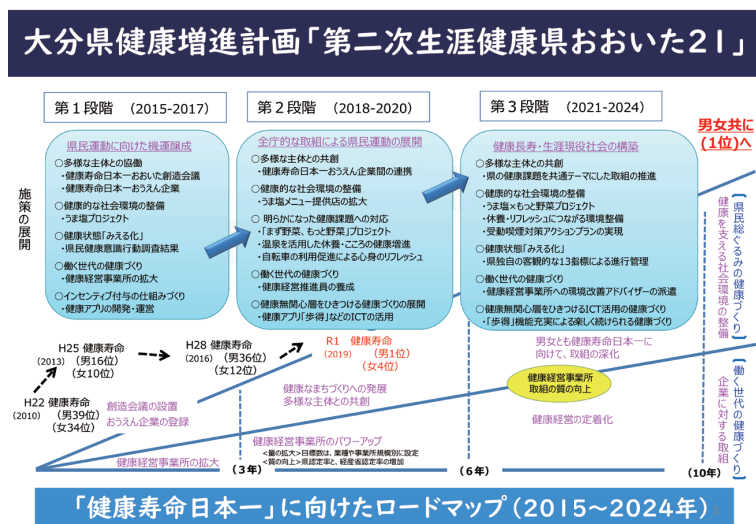 大分県健康増進計画「第二次生涯健康県おおいた21」
第1段階 (2015-2017)
第2段階 (2018-2020)
第3段階 (2021-2024)
男女共に
(1位)へ
施策の展開
県民運動に向けた機運醸成
○多様な主体との協働
・健康寿命日本一おおいた創造会議
・健康寿命日本一おうえん企業
○健康的な社会環境の整備
・うま塩プロジェクト
○健康状態「みえる化」
・県民健康意識行動調査結果
○働く世代の健康づくり
・健康経営事業所の拡大
○インセンティブ付与の仕組みづくり
・健康アプリの開発・運営
全庁的な取組による県民運動の展開
○多様な主体との共創
・健康寿命日本一おうえん企業間の連携
○健康的な社会環境の整備
・うま塩メニュー提供店の拡大
○ 明らかになった健康課題への対応
・「まず野菜、もっと野菜」プロジェクト
・温泉を活用した休養・こころの健康増進
・自転車の利用促進による心身のリフレッシュ
○働く世代の健康づくり
・健康経営推進員の養成
○健康無関心層をひきつける健康づくりの展開
・健康アプリ「歩得」などのICTの活用
健康長寿・生涯現役社会の構築
○多様な主体との共創
・県の健康課題を共通テーマにした取組の推進
○健康的な社会環境の整備
・うま塩×もっと野菜プロジェクト
・休養・リフレッシュにつながる環境整備
・受動喫煙対策アクションプランの実現
○健康状態「みえる化」
・県独自の客観的な13指標による進行管理
○働く世代の健康づくり
・健康経営事業所への環境改善アドバイザーの派遣
○健康無関心層をひきつけるICT活用の健康づくり
・「歩得」機能充実による楽しく続けられる健康づくり
H25 健康寿命
(2013) (男16位)
(女10位)
H28 健康寿命
(2016) (男36位)
(女12位)
R1 健康寿命
(2019) (男1位)
(女4位)
男女とも健康寿命日本一に
向けて、取組の深化
H22 健康寿命
(2010) (男39位)
(女34位)
創造会議の設置
おうえん企業の登録
健康なまちづくりへの発展
多様な主体との共創
健康経営事業所
取組の質の向上
健康経営の定着化
健康経営事業所のパワーアップ
<量の拡大>目標数は、業種や事業所規模別に設定
<質の向上>県認定率と、経産省認定率の増加
健康経営事業所の拡大
(3年)
(6年)
(10年)
【県民総ぐるみの健康づくり】
健康を支える社会環境の整備
【働く世代の健康づくり】
企業に対する取組
「健康寿命日本一」に向けたロードマップ(2015～2024年)